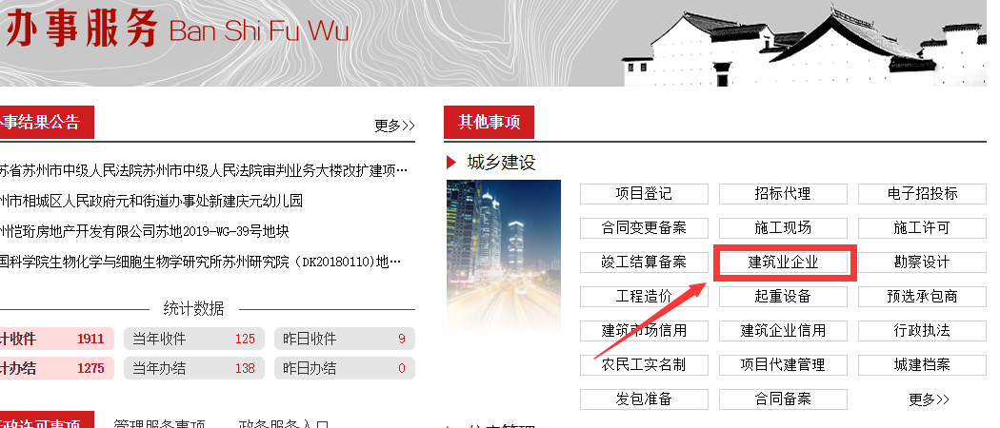 办事服务 Ban Shi Fu Wu
事结果公告
更多>>
苏省苏州市中级人民法院苏州市中级人民法院审判业务大楼改扩建项…
州市相城区人民政府元和街道办事处新建庆元幼儿园
州恺珩房地产开发有限公司苏地2019-WG-39号地块
国科学院生物化学与细胞生物学研究所苏州研究院（DK20180110)地…
统计数据
计收件 1911 当年收件 125 昨日收件 9
计办结 1275 当年办结 138 昨日办结 0
行政许可事项 管理服务事项 政务服务入口
其他事项
城乡建设
项目登记 招标代理 电子招投标
合同变更备案 施工现场 施工许可
竣工结算备案 建筑业企业 勘察设计
工程造价 起重设备 预选承包商
建筑市场信用 建筑企业信用 行政执法
农民工实名制 项目代建管理 城建档案
发包准备 合同备案 更多>>